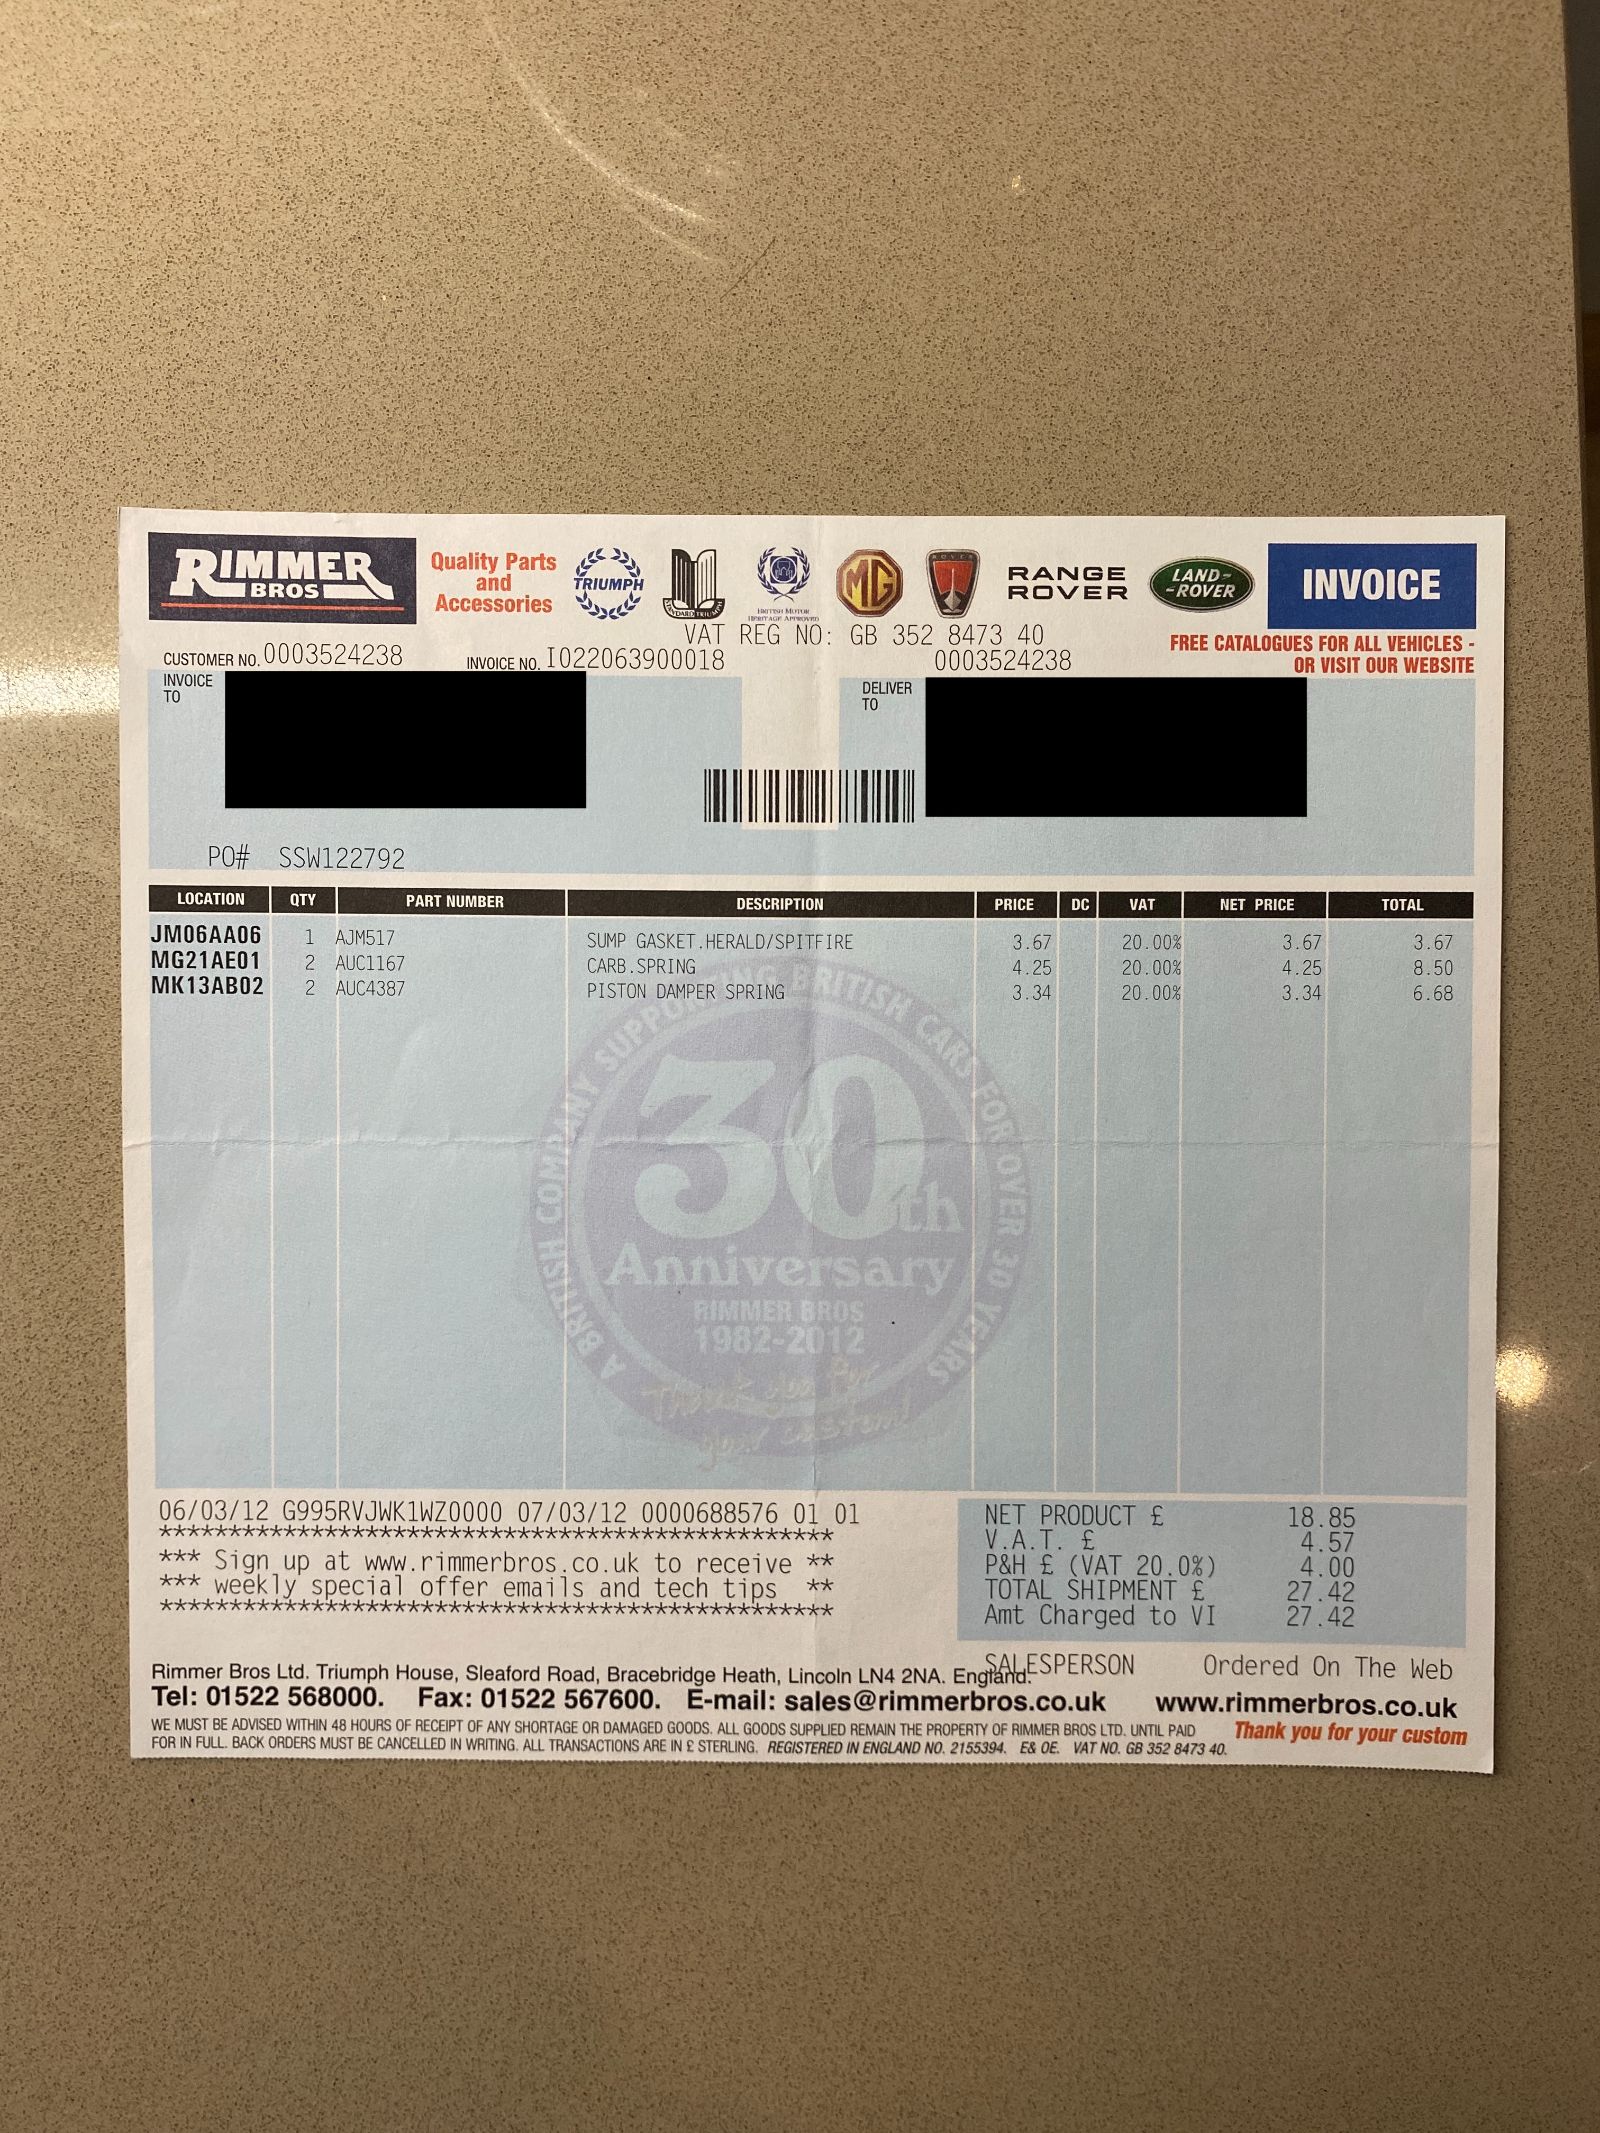 RIMMER BROS
Quality Parts and Accessories
TRIUMPH
STANDARD TRIUMPH
BRITISH MOTOR HERITAGE APPROVED
MG
ROVER
RANGE ROVER
LAND-
-ROVER
INVOICE
VAT REG NO: GB 352 8473 40
FREE CATALOGUES FOR ALL VEHICLES -
OR VISIT OUR WEBSITE
CUSTOMER NO. 0003524238 INVOICE NO. I022063900018 0003524238
INVOICE TO
DELIVER TO
PO# SSW122792
LOCATION QTY PART NUMBER DESCRIPTION PRICE DC VAT NET PRICE TOTAL
JM06AA06 1 AJM517 SUMP GASKET.HERALD/SPITFIRE 3.67 20.00% 3.67 3.67
MG21AE01 2 AUC1167 CARB.SPRING 4.25 20.00% 4.25 8.50
MK13AB02 2 AUC4387 PISTON DAMPER SPRING 3.34 20.00% 3.34 6.68
A BRITISH COMPANY SUPPORTING BRITISH CARS FOR OVER 30 YEARS
30th
Anniversary
RIMMER BROS
1982-2012
Thank you for
your custom!
06/03/12 G995RVJWK1WZ0000 07/03/12 0000688576 01 01
************************************************
*** Sign up at www.rimmerbros.co.uk to receive **
*** weekly special offer emails and tech tips **
************************************************
NET PRODUCT £ 18.85
V.A.T. £ 4.57
P&H £ (VAT 20.0%) 4.00
TOTAL SHIPMENT £ 27.42
Amt Charged to VI 27.42
SALESPERSON Ordered On The Web
Rimmer Bros Ltd. Triumph House, Sleaford Road, Bracebridge Heath, Lincoln LN4 2NA. England.
Tel: 01522 568000. Fax: 01522 567600. E-mail: sales@rimmerbros.co.uk www.rimmerbros.co.uk
WE MUST BE ADVISED WITHIN 48 HOURS OF RECEIPT OF ANY SHORTAGE OR DAMAGED GOODS. ALL GOODS SUPPLIED REMAIN THE PROPERTY OF RIMMER BROS LTD. UNTIL PAID
FOR IN FULL. BACK ORDERS MUST BE CANCELLED IN WRITING. ALL TRANSACTIONS ARE IN £ STERLING. REGISTERED IN ENGLAND NO. 2155394. E& OE. VAT NO. GB 352 8473 40.
Thank you for your custom